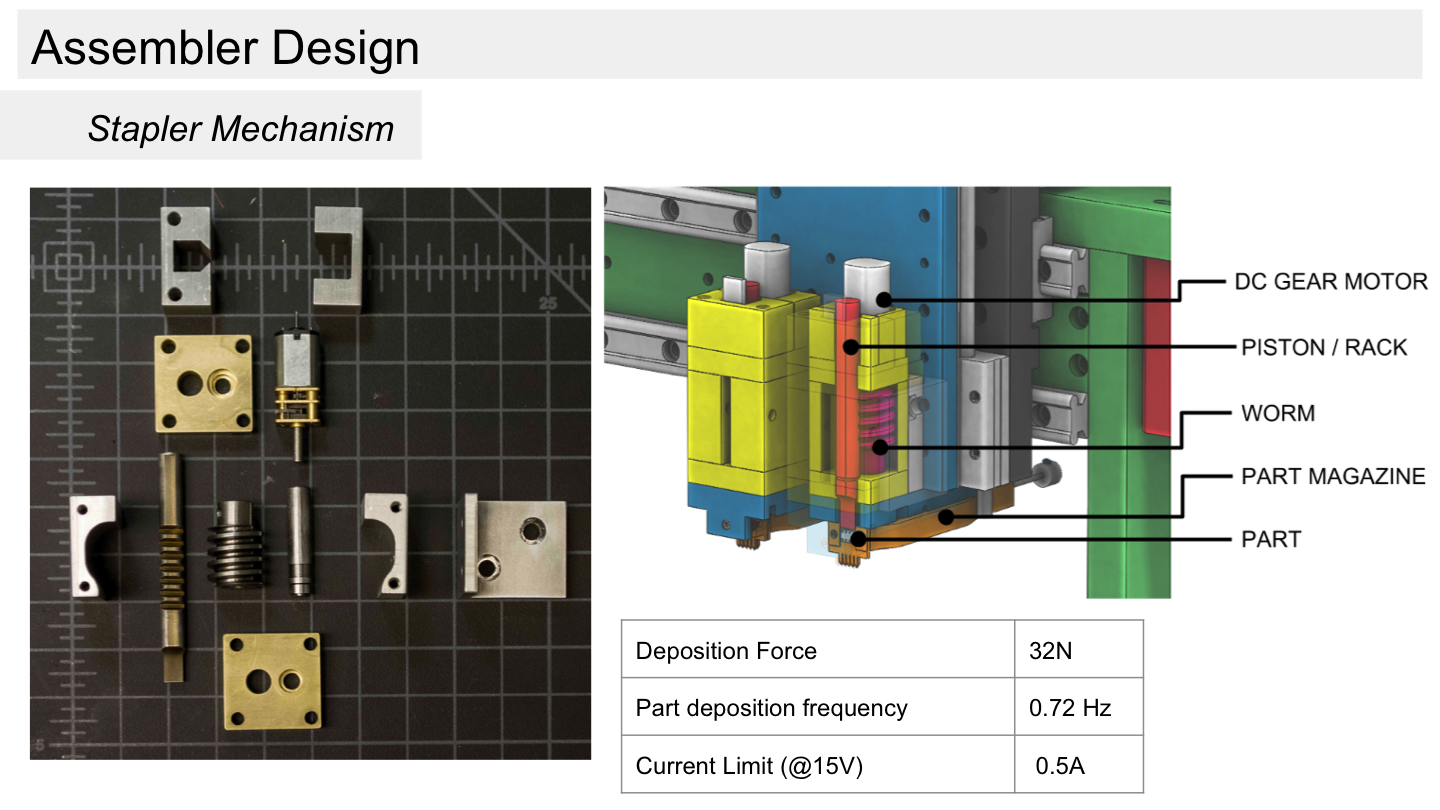 Assembler Design
Stapler Mechanism
25
5
DC GEAR MOTOR
PISTON / RACK
WORM
PART MAGAZINE
PART
Deposition Force 32N
Part deposition frequency 0.72 Hz
Current Limit (@15V) 0.5A